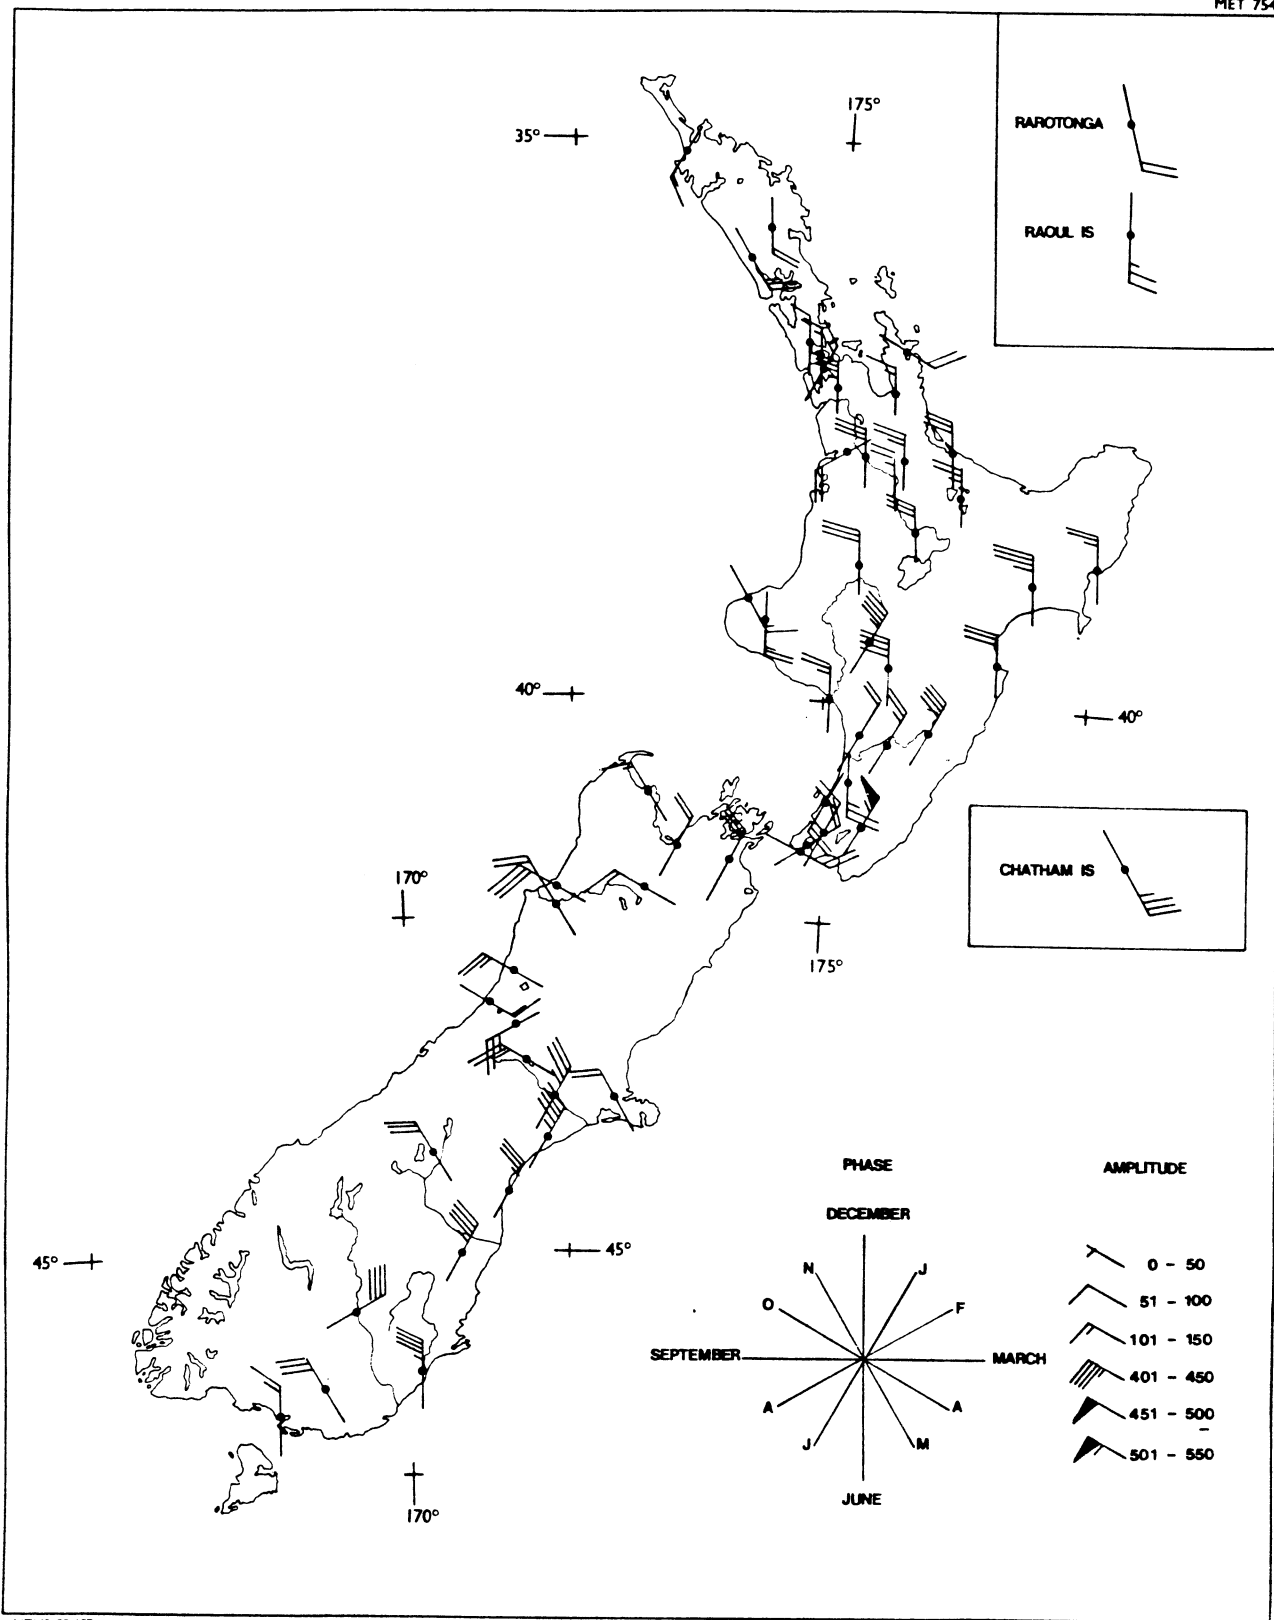 MET 754
35°
175°
RAROTONGA
RAOUL IS
40°
40°
170°
CHATHAM IS
175°
PHASE
AMPLITUDE
DECEMBER
45°
45°
N
J
0 - 50
O
F
51 - 100
101 - 150
SEPTEMBER
MARCH
401 - 450
A
A
451 - 500
J
M
501 - 550
JUNE
170°